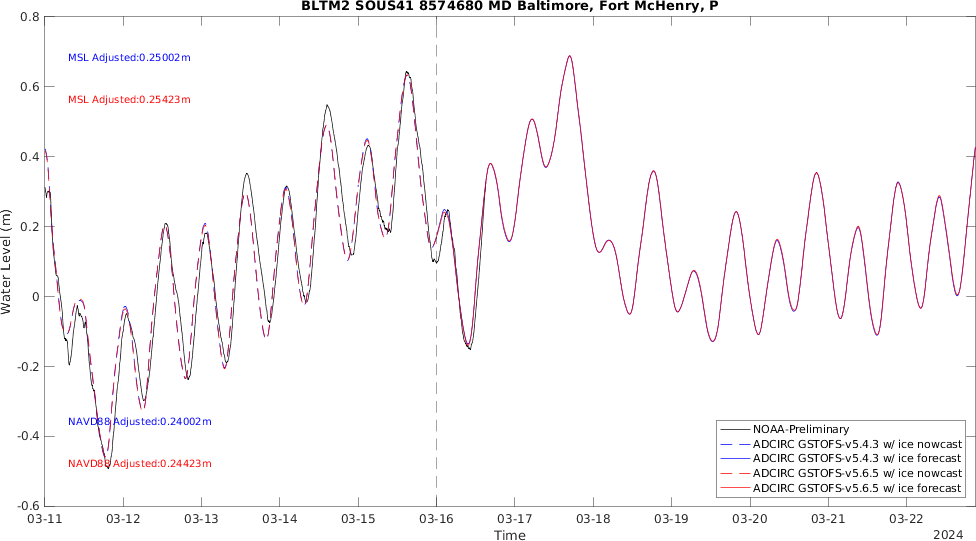 BLTM2 SOUS41 8574680 MD Baltimore, Fort McHenry, P
0.8
0.6
0.4
0.2
0
-0.2
-0.4
-0.6
Water Level (m)
MSL Adjusted:0.25002m
MSL Adjusted:0.25423m
NAVD88 Adjusted:0.24002m
NAVD88 Adjusted:0.24423m
NOAA-Preliminary
ADCIRC GSTOFS-v5.4.3 w/ ice nowcast
ADCIRC GSTOFS-v5.4.3 w/ ice forecast
ADCIRC GSTOFS-v5.6.5 w/ ice nowcast
ADCIRC GSTOFS-v5.6.5 w/ ice forecast
03-11 03-12 03-13 03-14 03-15 03-16 03-17 03-18 03-19 03-20 03-21 03-22
Time
2024